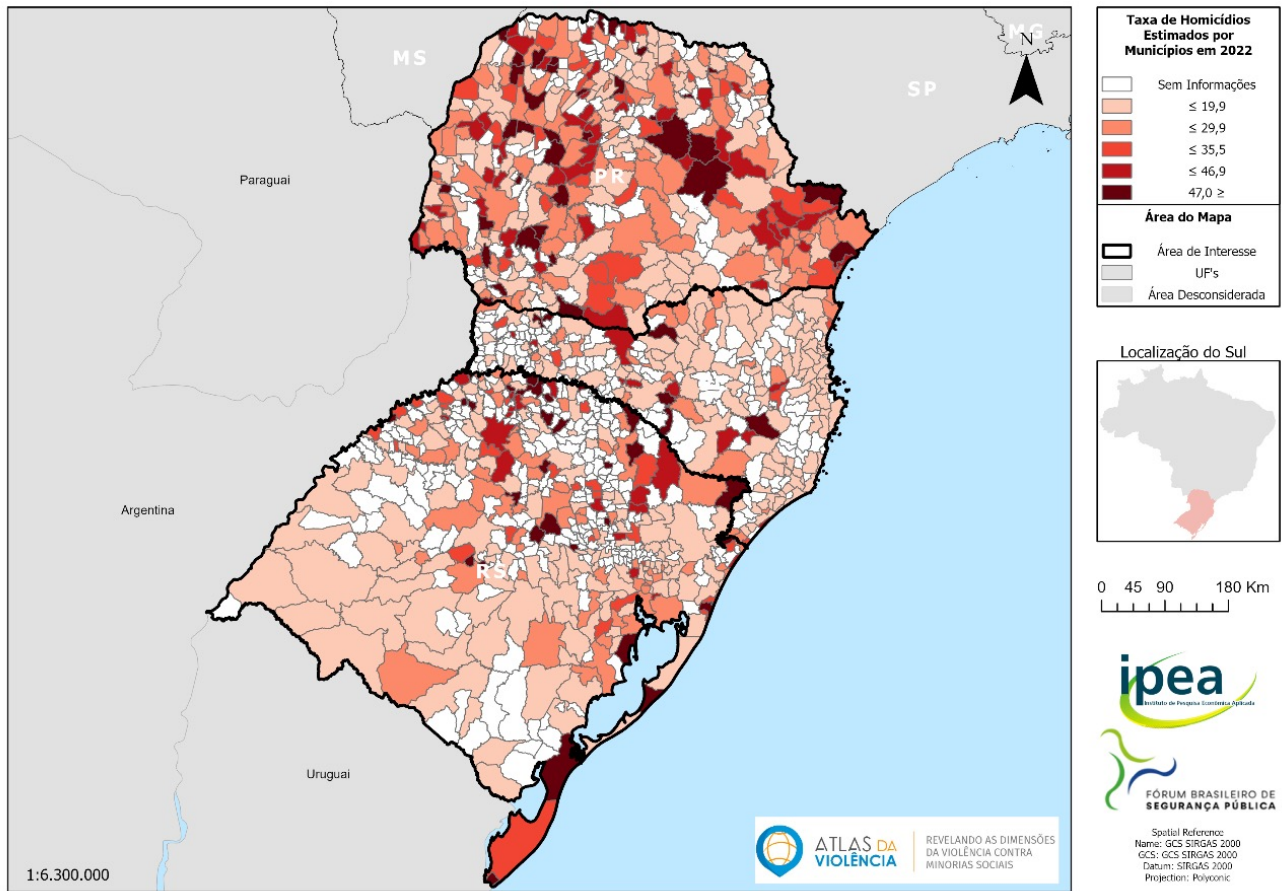 MS
MG
SP
PR
RS
Paraguai
Argentina
Uruguai
1:6.300.000
ATLAS DA
VIOLÊNCIA
REVELANDO AS DIMENSÕES
DA VIOLÊNCIA CONTRA
MINORIAS SOCIAIS
Taxa de Homicídios
Estimados por
Municípios em 2022
N
Sem Informações
≤ 19,9
≤ 29,9
≤ 35,5
≤ 46,9
47,0 ≥
Área do Mapa
Área de Interesse
UF's
Área Desconsiderada
Localização do Sul
0 45 90 180 Km
ipea
Instituto de Pesquisa Econômica Aplicada
FÓRUM BRASILEIRO DE
SEGURANÇA PÚBLICA
Spatial Reference
Name: GCS SIRGAS 2000
GCS: GCS SIRGAS 2000
Datum: SIRGAS 2000
Projection: Polyconic